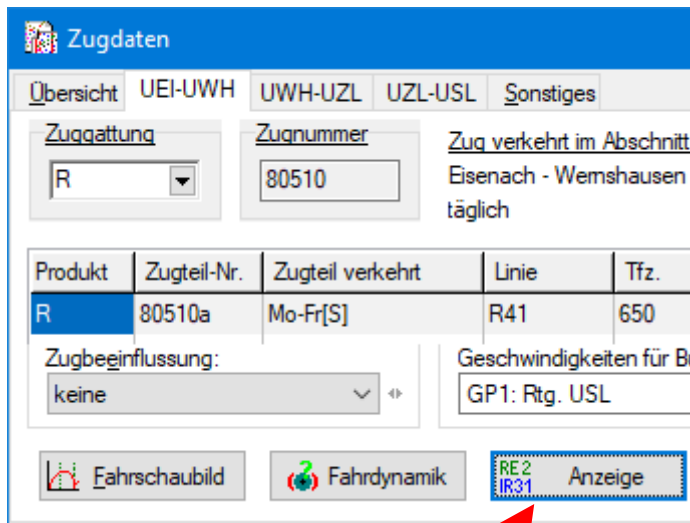 Zugdaten
Übersicht UEI-UWH UWH-UZL UZL-USL Sonstiges
Zuggattung Zugnummer Zug verkehrt im Abschnitt
R 80510 Eisenach - Wernshausen
täglich
Produkt Zugteil-Nr. Zugteil verkehrt Linie Tfz.
R 80510a Mo-Fr[S] R41 650
Zugbeeinflussung: Geschwindigkeiten für B
keine GP1: Rtg. USL
Fahrschaubild Fahrdynamik RE2 IR31 Anzeige